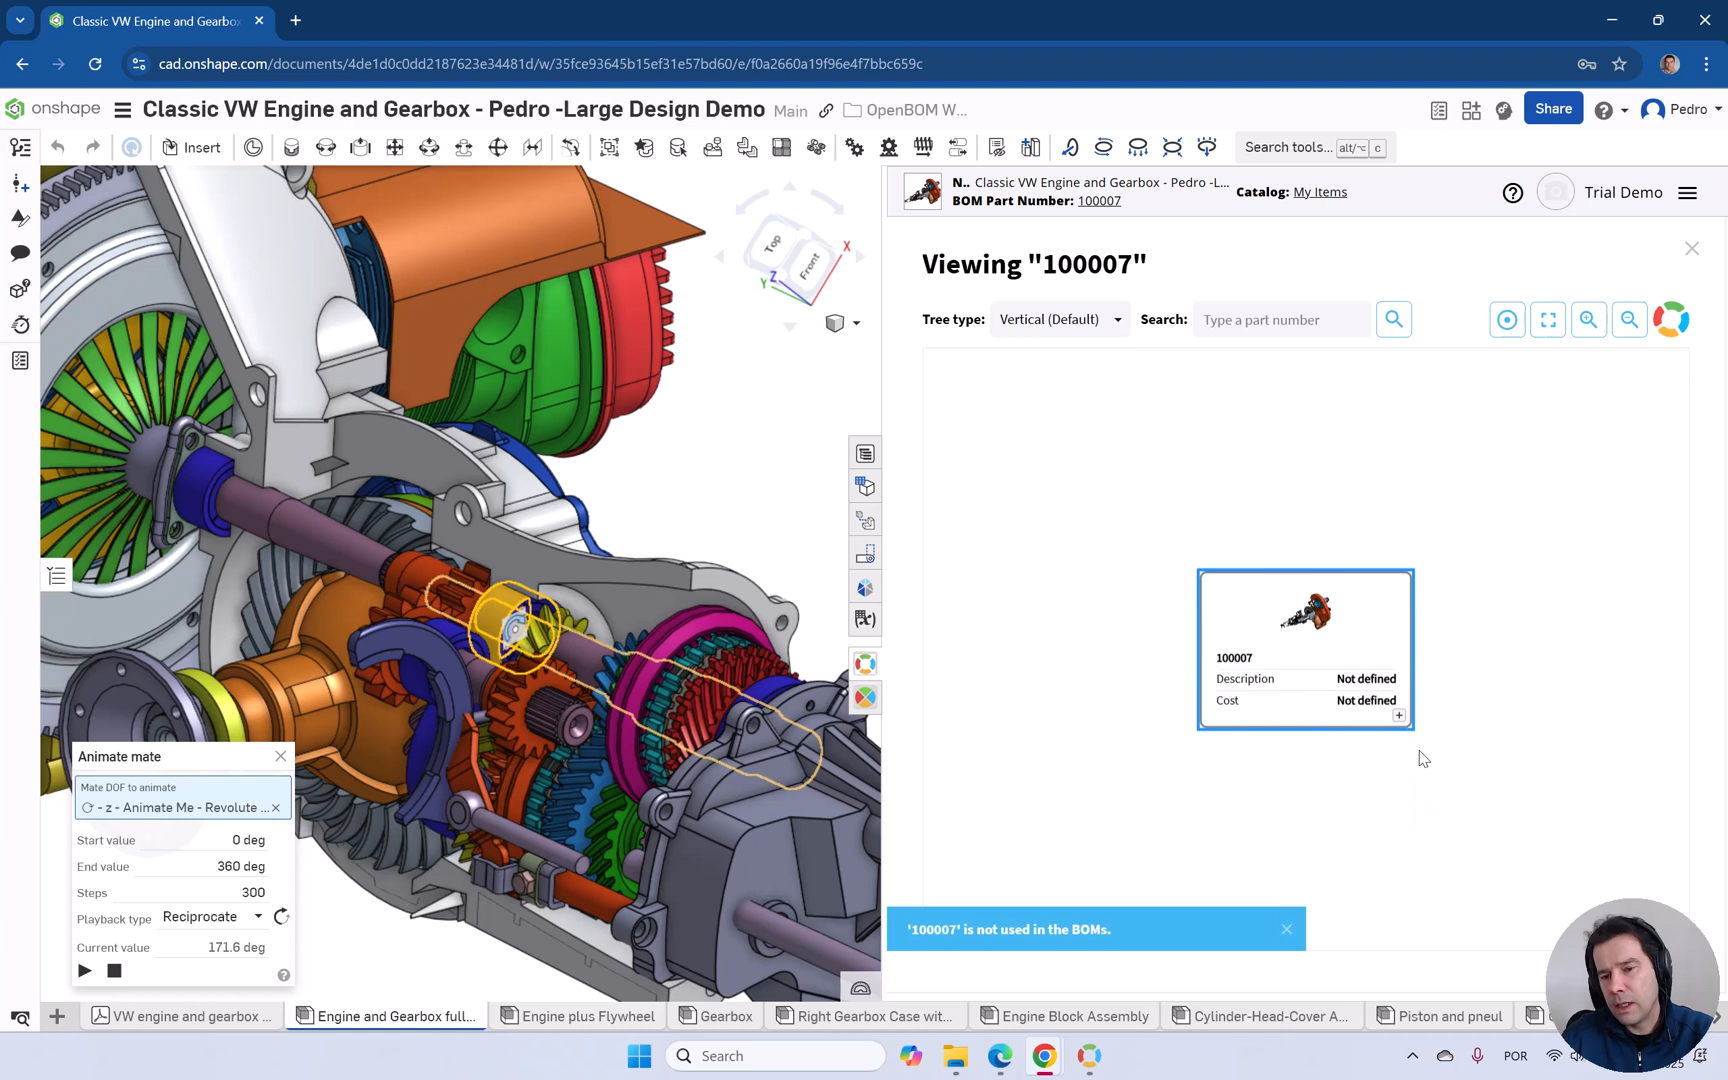 Classic VW Engine and Gearbo
cad.onshape.com/documents/4de1d0c0dd2187623e34481d/w/35fce93645b15ef31e57bd60/e/f0a2660a19f96e4f7bbc659c
onshape
Classic VW Engine and Gearbox - Pedro -Large Design Demo
Main
OpenBOM W...
Share
Pedro
Insert
Search tools... alt/⌥ c
N.. Classic VW Engine and Gearbox - Pedro -L...
BOM Part Number: 100007
Catalog: My Items
Trial Demo
Viewing "100007"
Tree type: Vertical (Default)
Search: Type a part number
Top
Front
X
Y
Z
100007
Description Not defined
Cost Not defined
Animate mate
Mate DOF to animate
- z - Animate Me - Revolute ...
Start value 0 deg
End value 360 deg
Steps 300
Playback type Reciprocate
Current value 171.6 deg
'100007' is not used in the BOMs.
VW engine and gearbox ...
Engine and Gearbox full...
Engine plus Flywheel
Gearbox
Right Gearbox Case wit...
Engine Block Assembly
Cylinder-Head-Cover A...
Piston and pneul
Search
POR